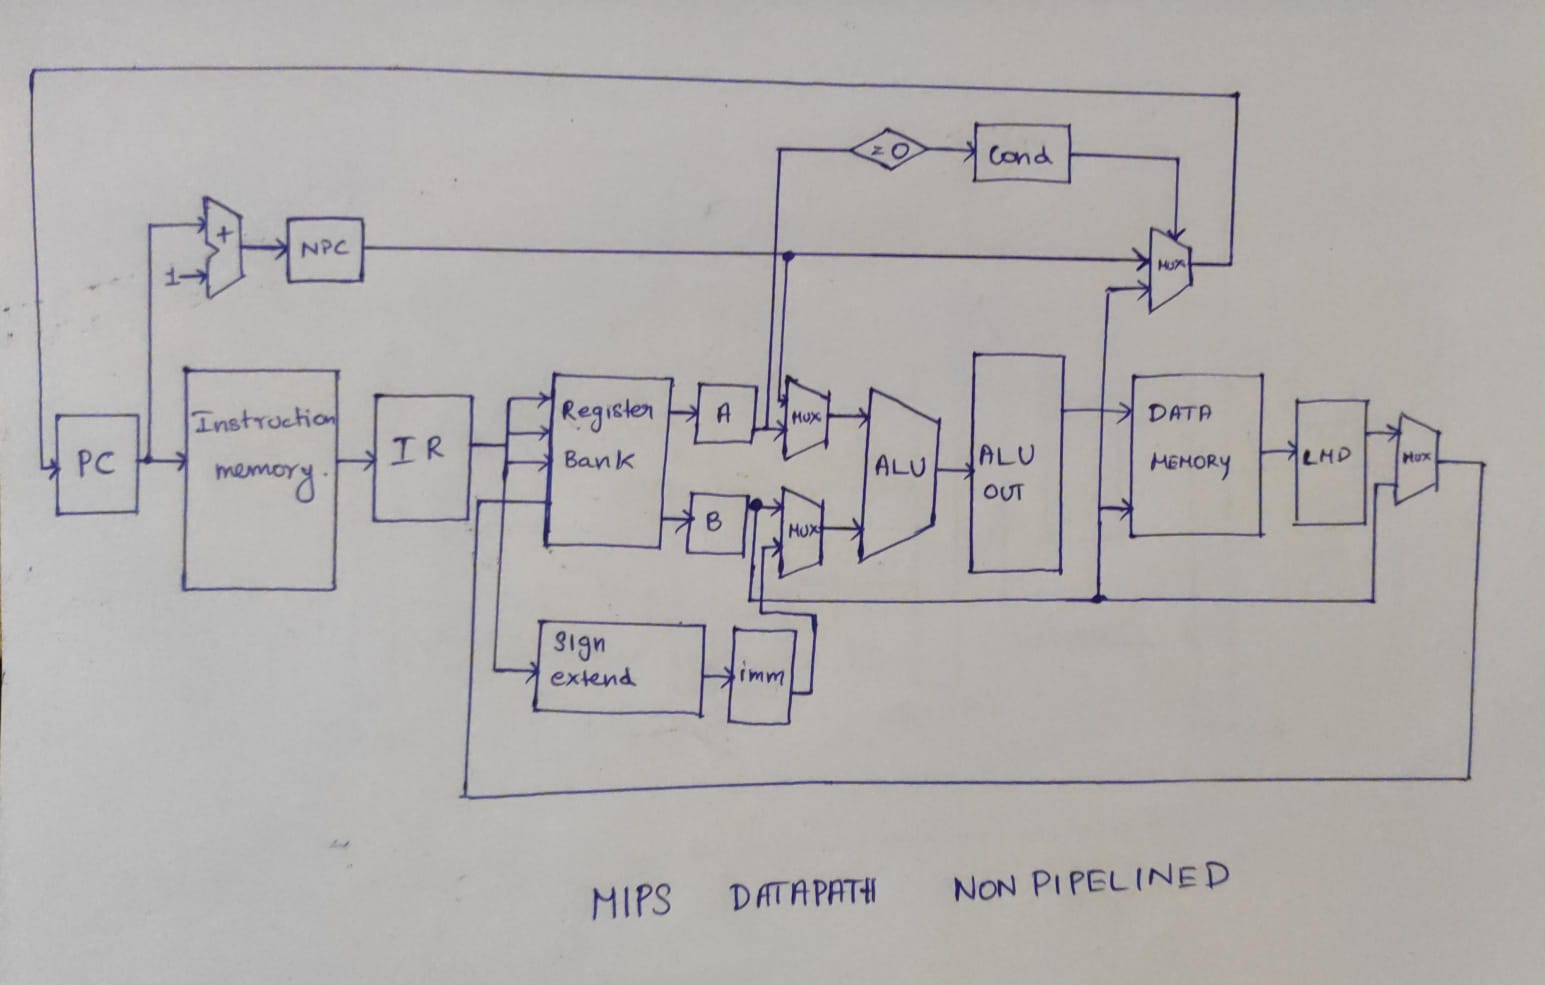 =0
Cond
+
NPC
1
MUX
Instruction
memory.
PC
IR
Register
Bank
A
B
MUX
MUX
ALU
ALU
OUT
DATA
MEMORY
LMD
MUX
Sign
extend
imm
MIPS DATAPATH NON PIPELINED